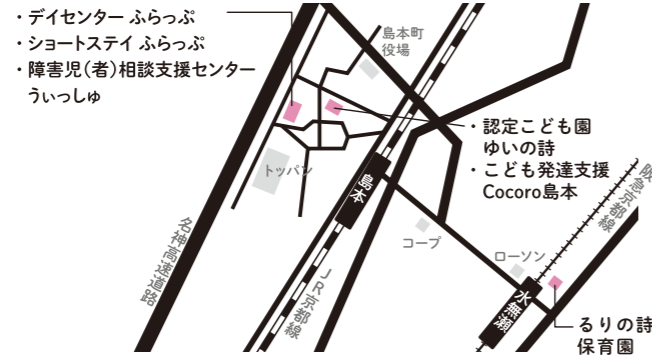 ・デイセンター ふらっぷ
・ショートステイ ふらっぷ
・障害児(者)相談支援センター
うぃっしゅ
島本町
役場
・認定こども園
ゆいの詩
・こども発達支援
Cocoro島本
トッパン
島本
名神高速道路
JR京都線
コープ
ローソン
阪急京都線
水無瀬
るりの詩
保育園